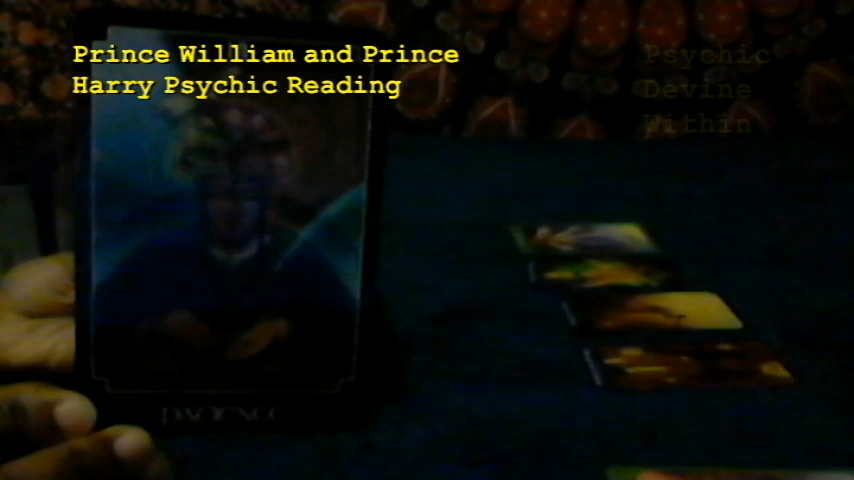 Prince William and Prince
Harry Psychic Reading
Psychic
Devine
Within